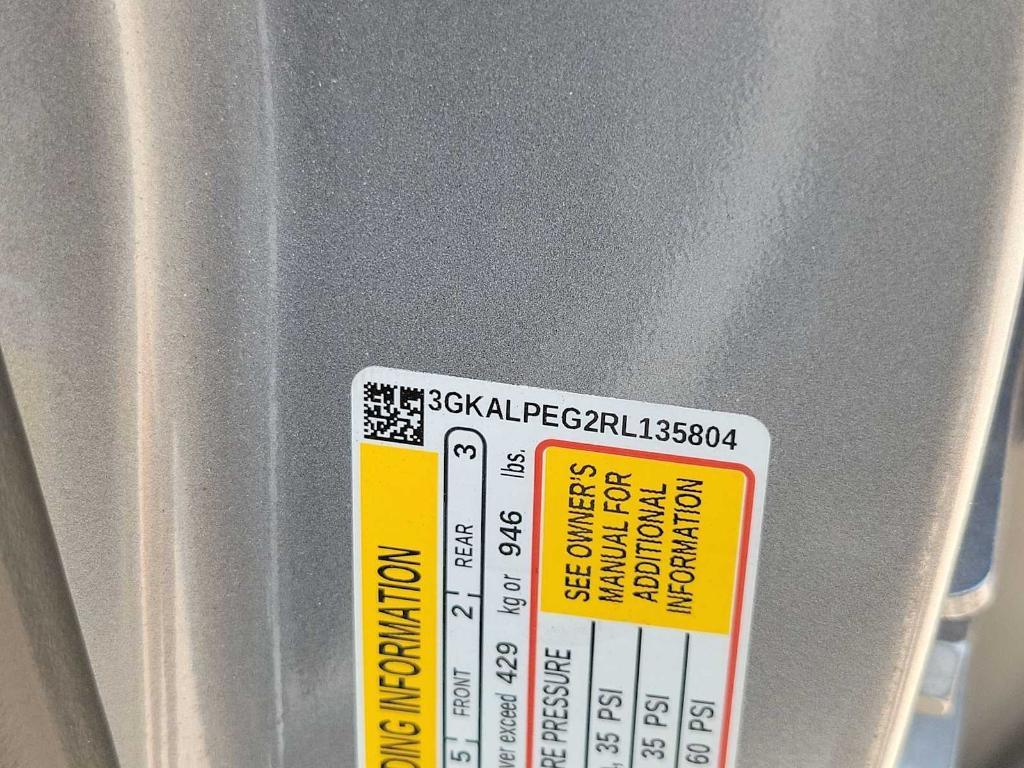 3GKALPEG2RL135804
DING INFORMATION
5 FRONT 2 REAR 3
ver exceed 429 kg or 946 lbs.
RE PRESSURE
, 35 PSI
35 PSI
60 PSI
SEE OWNER'S
MANUAL FOR
ADDITIONAL
INFORMATION